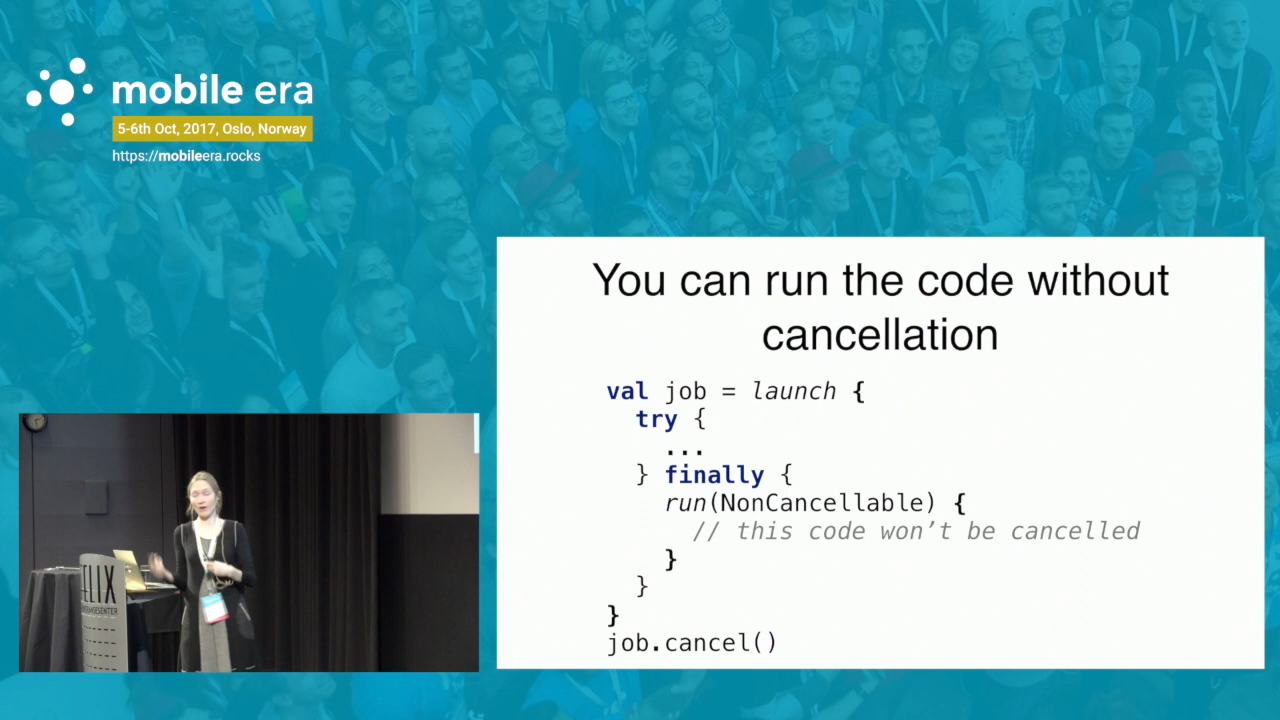 mobile era
5-6th Oct, 2017, Oslo, Norway
https://mobileera.rocks
You can run the code without
cancellation
val job = launch {
try {
...
} finally {
run(NonCancellable) {
// this code won’t be cancelled
}
}
}
job.cancel()
ELIX